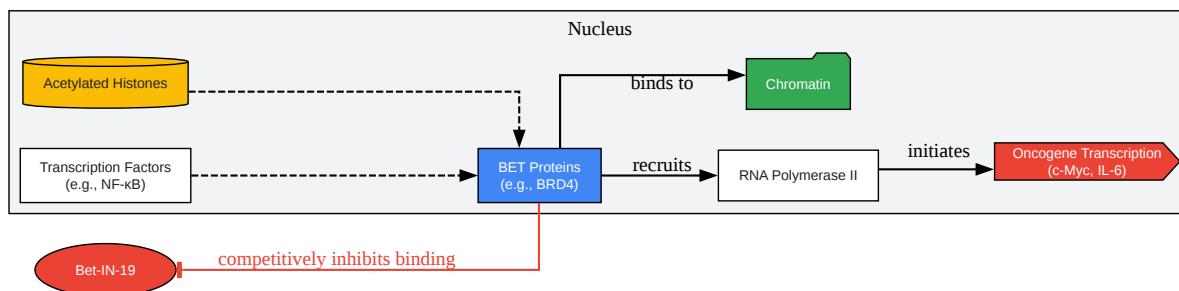 Nucleus
Acetylated Histones
binds to
Chromatin
Transcription Factors
(e.g., NF-κB)
BET Proteins
(e.g., BRD4)
recruits
RNA Polymerase II
initiates
Oncogene Transcription
(c-Myc, IL-6)
Bet-IN-19
competitively inhibits binding